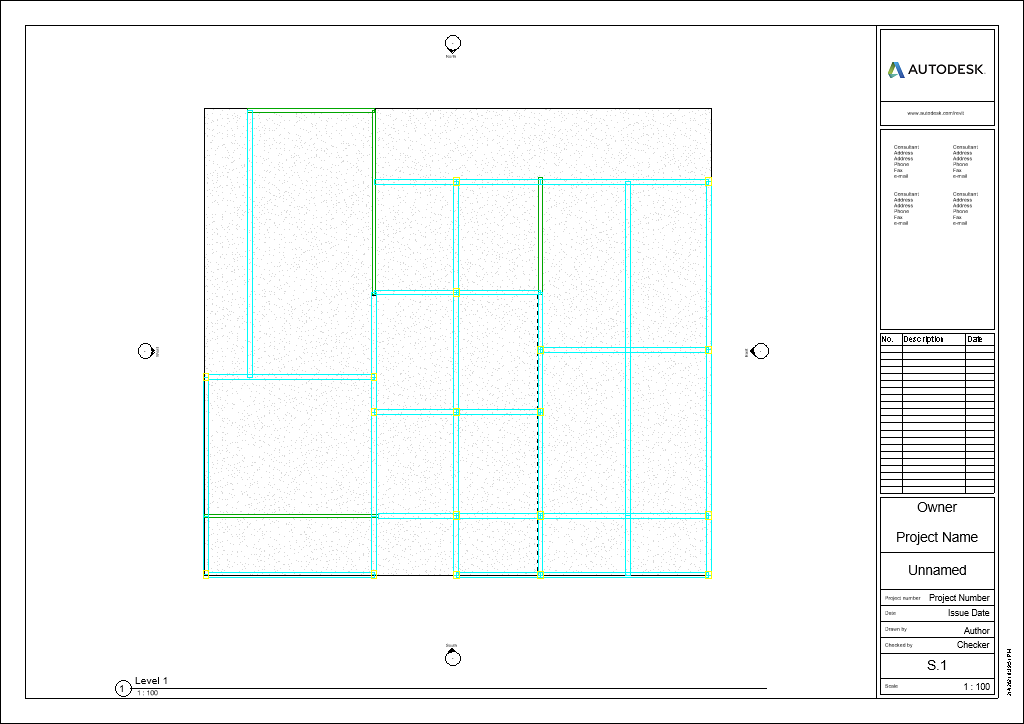 North
AUTODESK.
www.autodesk.com/revit
Consultant
Address
Address
Phone
Fax
e-mail
Consultant
Address
Address
Phone
Fax
e-mail
Consultant
Address
Address
Phone
Fax
e-mail
Consultant
Address
Address
Phone
Fax
e-mail
No. Description Date
Owner
Project Name
Unnamed
Project number Project Number
Date Issue Date
Drawn by Author
Checked by Checker
S.1
Scale 1 : 100
South
1 Level 1
1 : 100